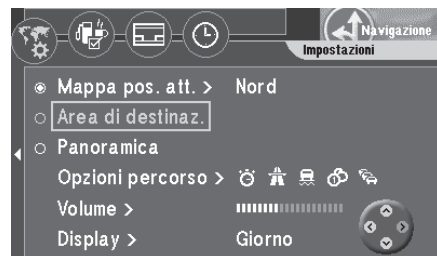 Navigazione
Impostazioni
Mappa pos. att. > Nord
Area di destinaz.
Panoramica
Opzioni percorso >
Volume >
Display > Giorno